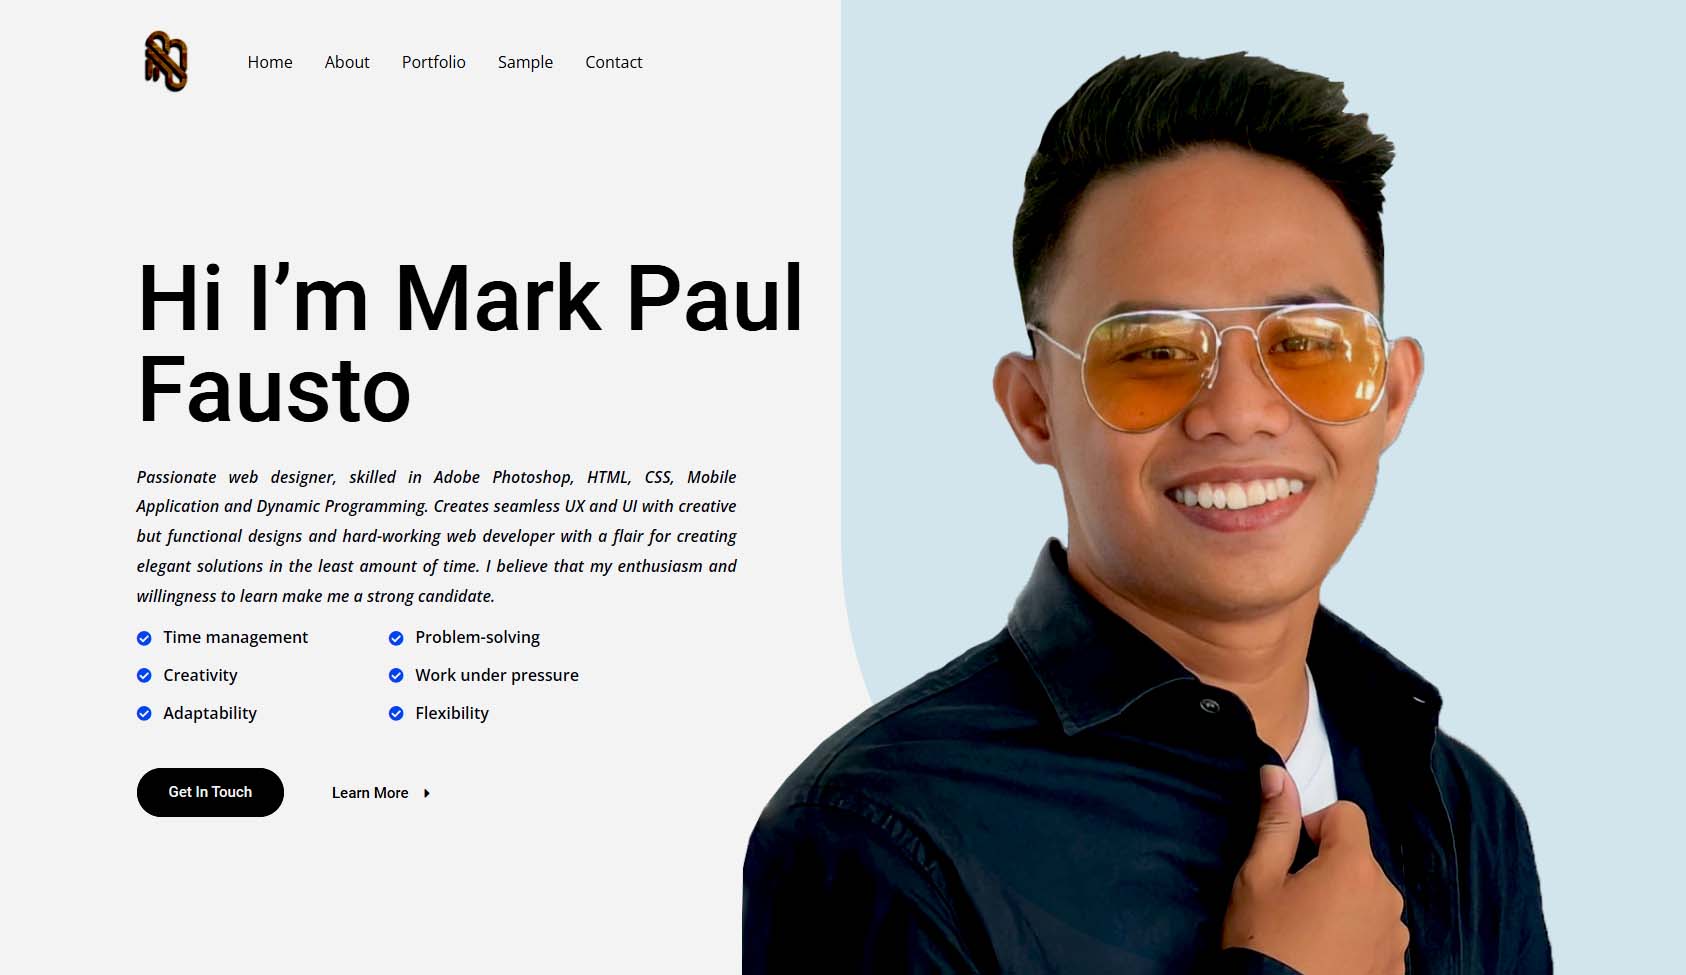 Home About Portfolio Sample Contact
Hi I’m Mark Paul
Fausto
Passionate web designer, skilled in Adobe Photoshop, HTML, CSS, Mobile
Application and Dynamic Programming. Creates seamless UX and UI with creative
but functional designs and hard-working web developer with a flair for creating
elegant solutions in the least amount of time. I believe that my enthusiasm and
willingness to learn make me a strong candidate.
Time management Problem-solving
Creativity Work under pressure
Adaptability Flexibility
Get In Touch Learn More